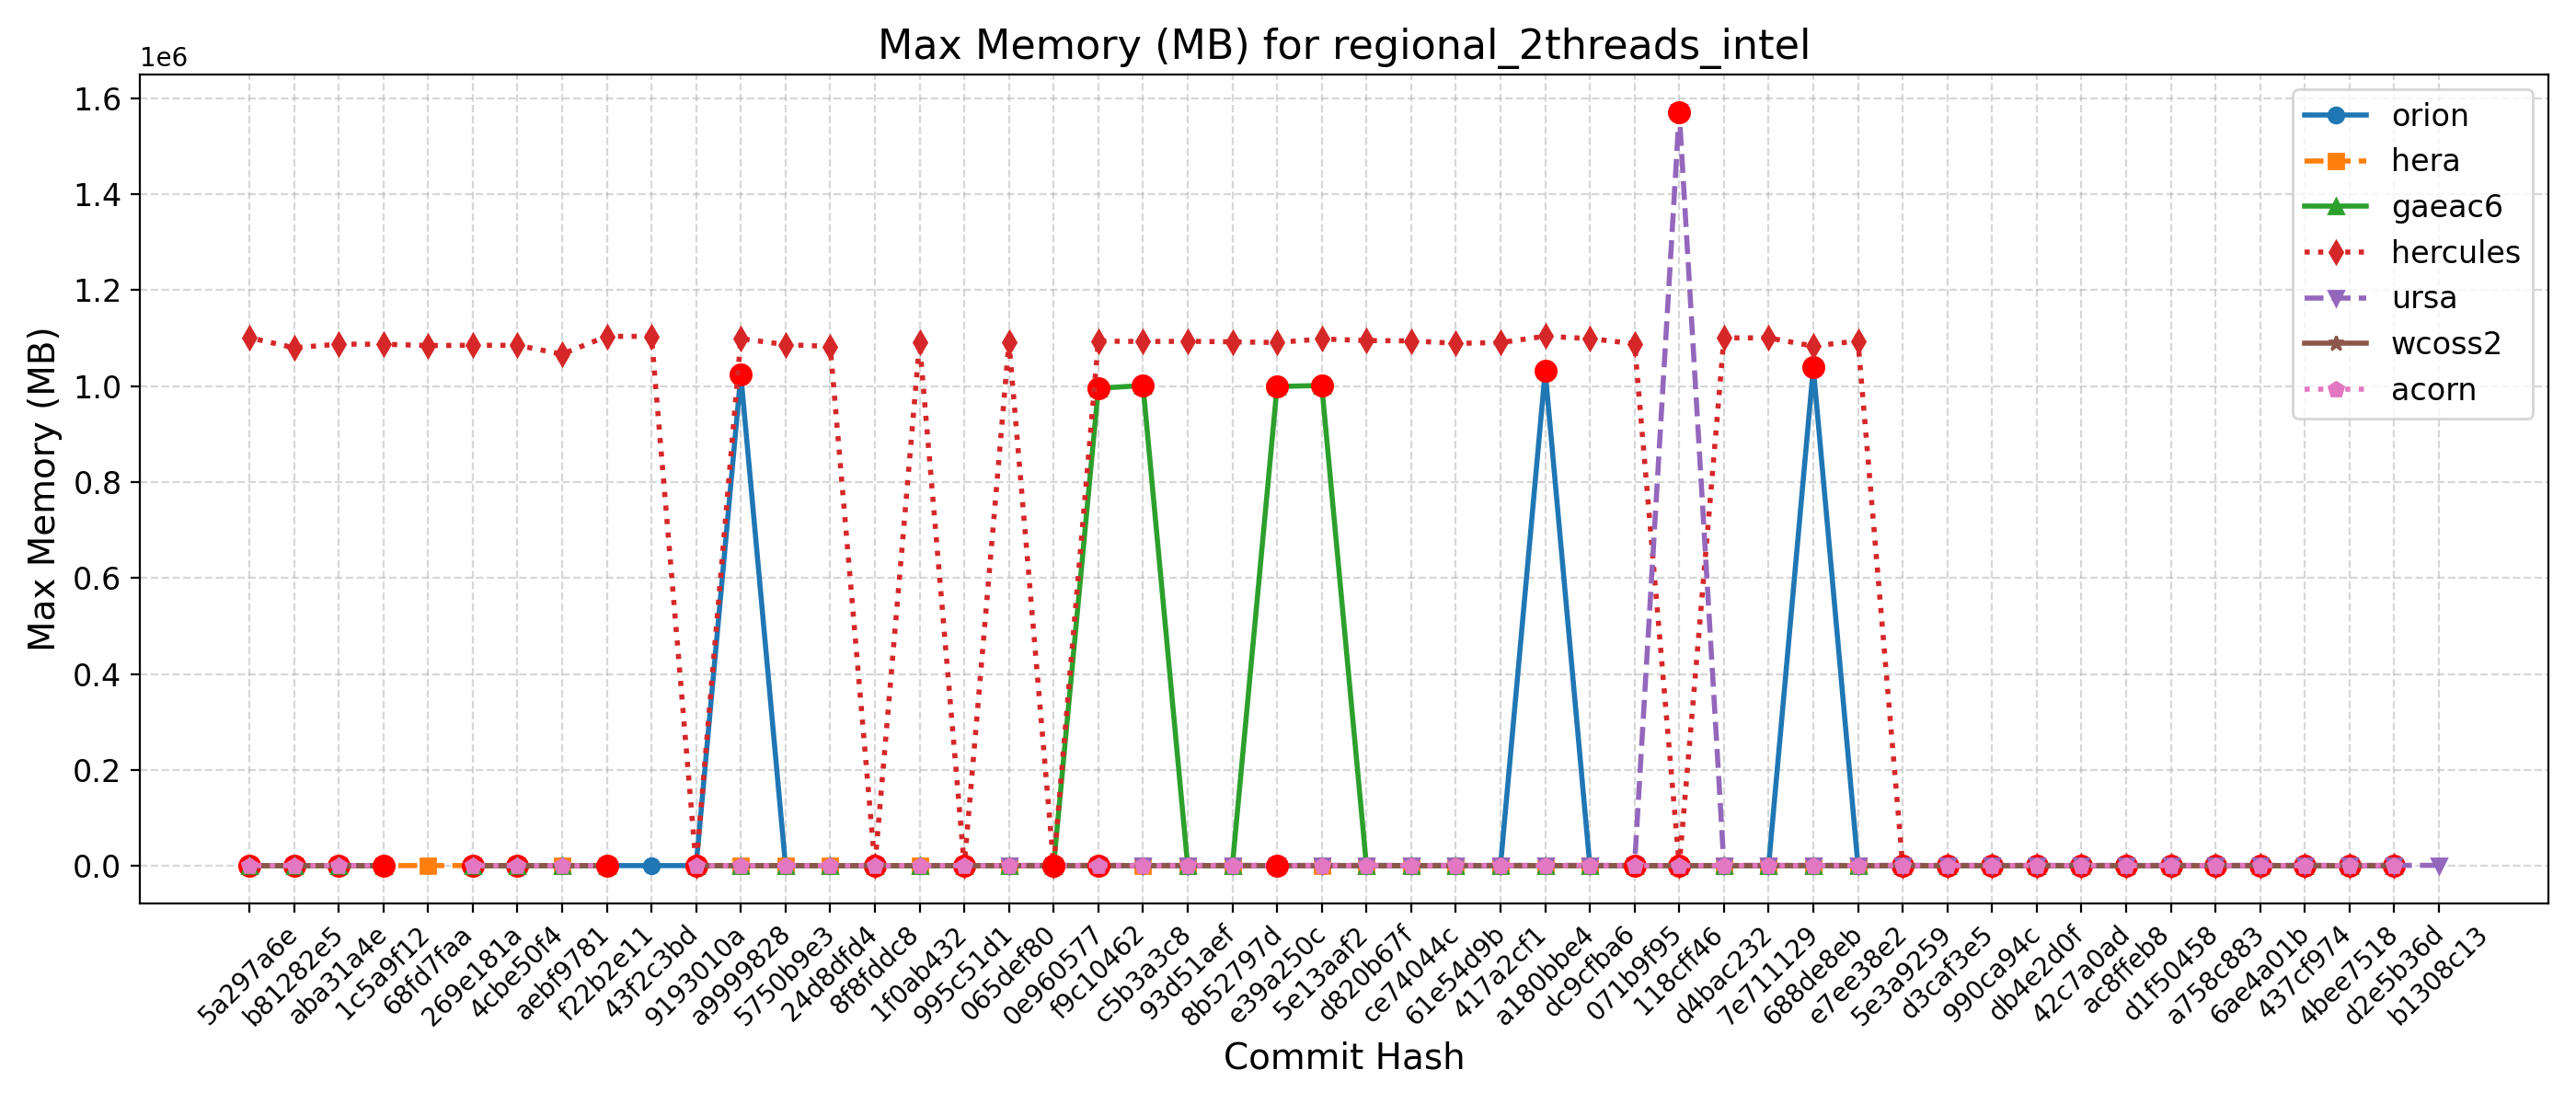 Max Memory (MB) for regional_2threads_intel
1e6
1.6
1.4
1.2
1.0
0.8
0.6
0.4
0.2
0.0
Max Memory (MB)
orion
hera
gaeac6
hercules
ursa
wcoss2
acorn
5a297a6e
b81282e5
aba31a4e
1c5a9f12
68fd7faa
269e181a
4cbe50f4
aebf9781
f22b2e11
43f2c3bd
9193010a
a9999828
5750b9e3
24d8dfd4
8f8fddc8
1f0ab432
995c51d1
065def80
0e960577
f9c10462
c5b3a3c8
93d51aef
8b52797d
e39a250c
5e13aaf2
d820b67f
ce74044c
61e54d9b
417a2cf1
a180bbe4
dc9cfba6
071b9f95
118cff46
d4bac232
7e711129
688de8eb
e7ee38e2
5e3a9259
d3caf3e5
990ca94c
db4e2d0f
42c7a0ad
ac8ffeb8
d1f50458
a758c883
6ae4a01b
437cf974
4bee7518
d2e5b36d
b1308c13
Commit Hash